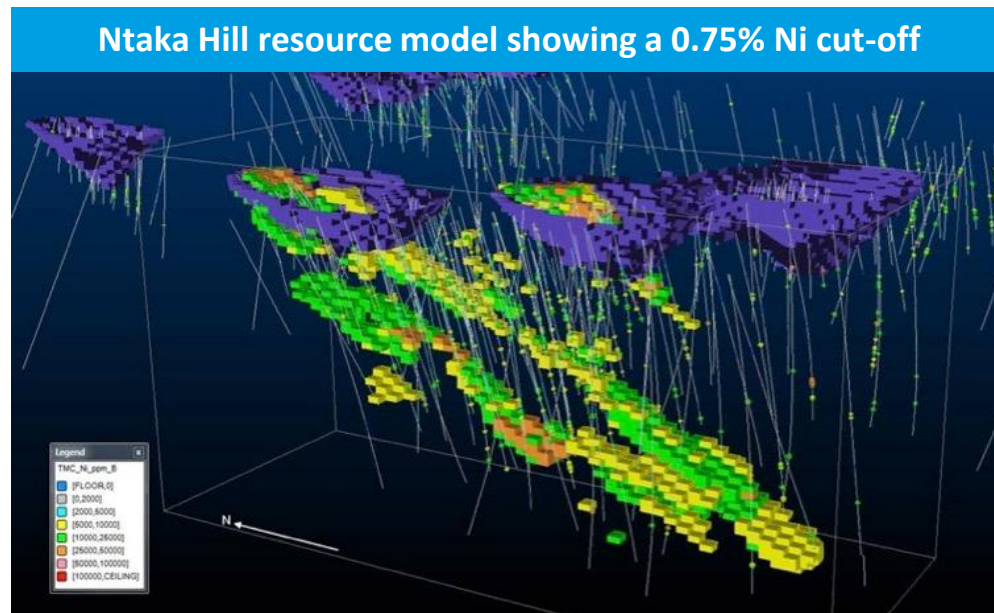 Ntaka Hill resource model showing a 0.75% Ni cut-off
N
Legend
TMC_Ni_ppm_B
[FLOOR,0]
[0,2000]
[2000,5000]
[5000,10000]
[10000,25000]
[25000,50000]
[50000,100000]
[100000,CEILING]